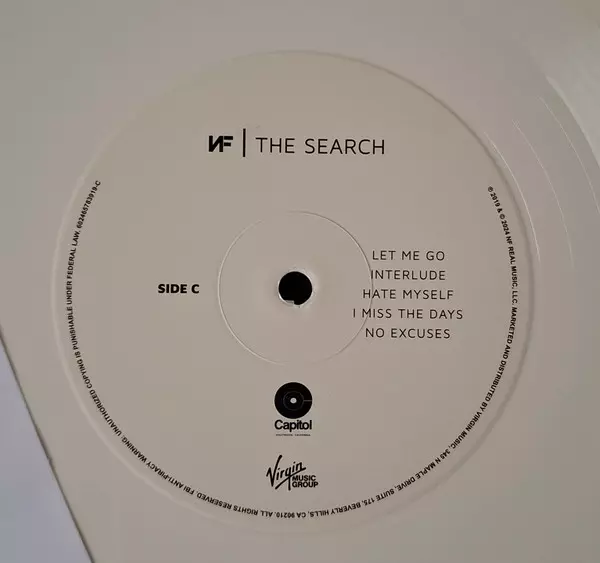 NF | THE SEARCH
SIDE C
LET ME GO
INTERLUDE
HATE MYSELF
I MISS THE DAYS
NO EXCUSES
Capitol
Virgin
MUSIC
GROUP
℗ 2019 & © 2024 NF REAL MUSIC, LLC. MARKETED AND DISTRIBUTED BY VIRGIN MUSIC, 345 N MAPLE DRIVE, SUITE 175, BEVERLY HILLS, CA 90210. ALL RIGHTS RESERVED. FBI ANTI-PIRACY WARNING: UNAUTHORIZED COPYING IS PUNISHABLE UNDER FEDERAL LAW. 602465783919-C